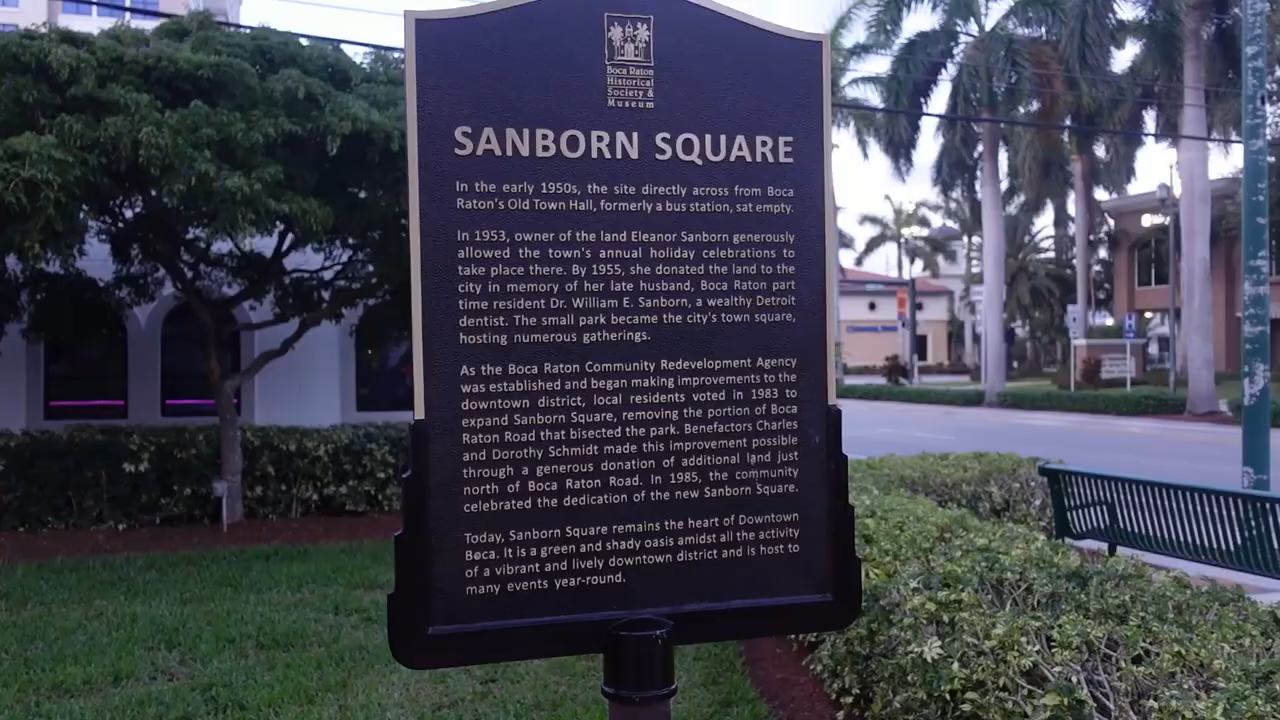 Boca Raton
Historical
Society &
Museum
SANBORN SQUARE
In the early 1950s, the site directly across from Boca
Raton's Old Town Hall, formerly a bus station, sat empty.
In 1953, owner of the land Eleanor Sanborn generously
allowed the town's annual holiday celebrations to
take place there. By 1955, she donated the land to the
city in memory of her late husband, Boca Raton part
time resident Dr. William E. Sanborn, a wealthy Detroit
dentist. The small park became the city's town square,
hosting numerous gatherings.
As the Boca Raton Community Redevelopment Agency
was established and began making improvements to the
downtown district, local residents voted in 1983 to
expand Sanborn Square, removing the portion of Boca
Raton Road that bisected the park. Benefactors Charles
and Dorothy Schmidt made this improvement possible
through a generous donation of additional land just
north of Boca Raton Road. In 1985, the community
celebrated the dedication of the new Sanborn Square.
Today, Sanborn Square remains the heart of Downtown
Boca. It is a green and shady oasis amidst all the activity
of a vibrant and lively downtown district and is host to
many events year-round.
H